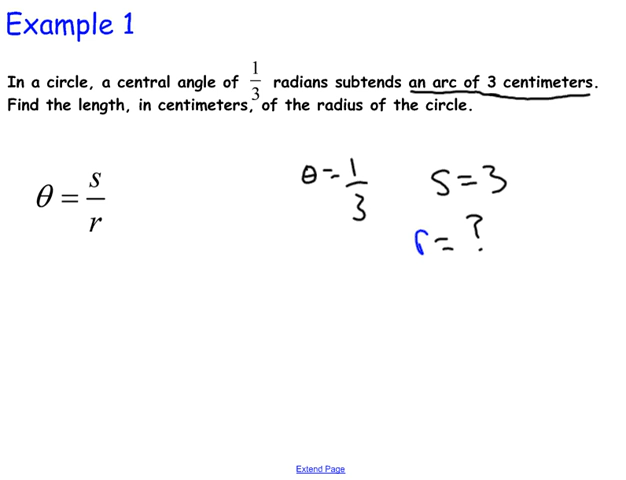 Example 1
In a circle, a central angle of 1/3 radians subtends an arc of 3 centimeters.
Find the length, in centimeters, of the radius of the circle.
θ = s/r
θ = 1/3
s = 3
r = ?
Extend Page